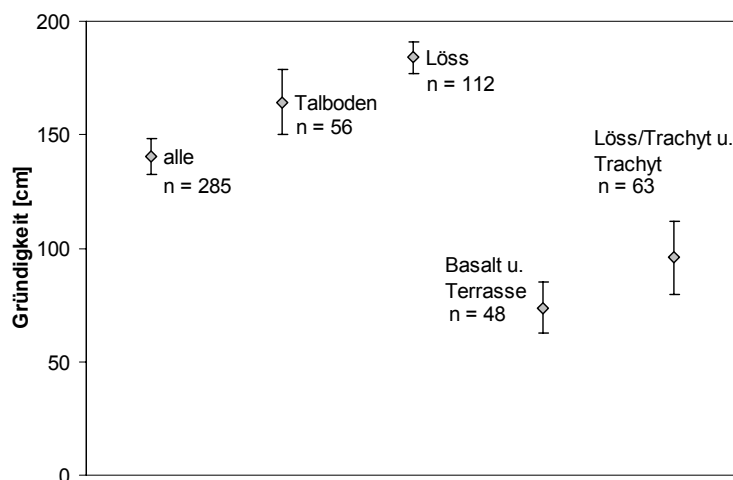 200
150
100
50
0
Gründigkeit [cm]
alle
n = 285
Talboden
n = 56
Löss
n = 112
Basalt u.
Terrasse
n = 48
Löss/Trachyt u.
Trachyt
n = 63